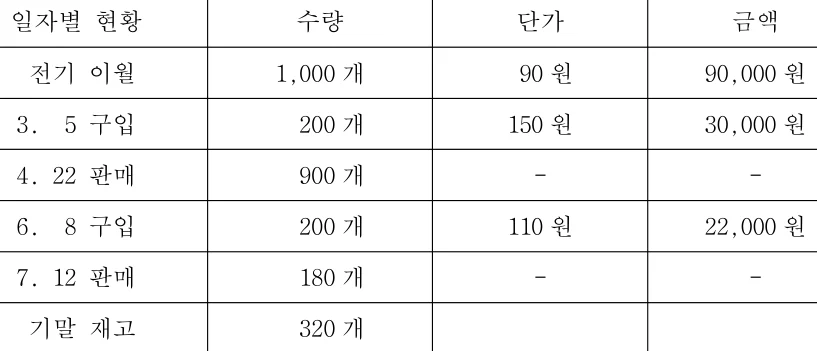 일자별 현황 수량 단가 금액
전기 이월 1,000 개 90 원 90,000 원
3. 5 구입 200 개 150 원 30,000 원
4. 22 판매 900 개 - -
6. 8 구입 200 개 110 원 22,000 원
7. 12 판매 180 개 - -
기말 재고 320 개